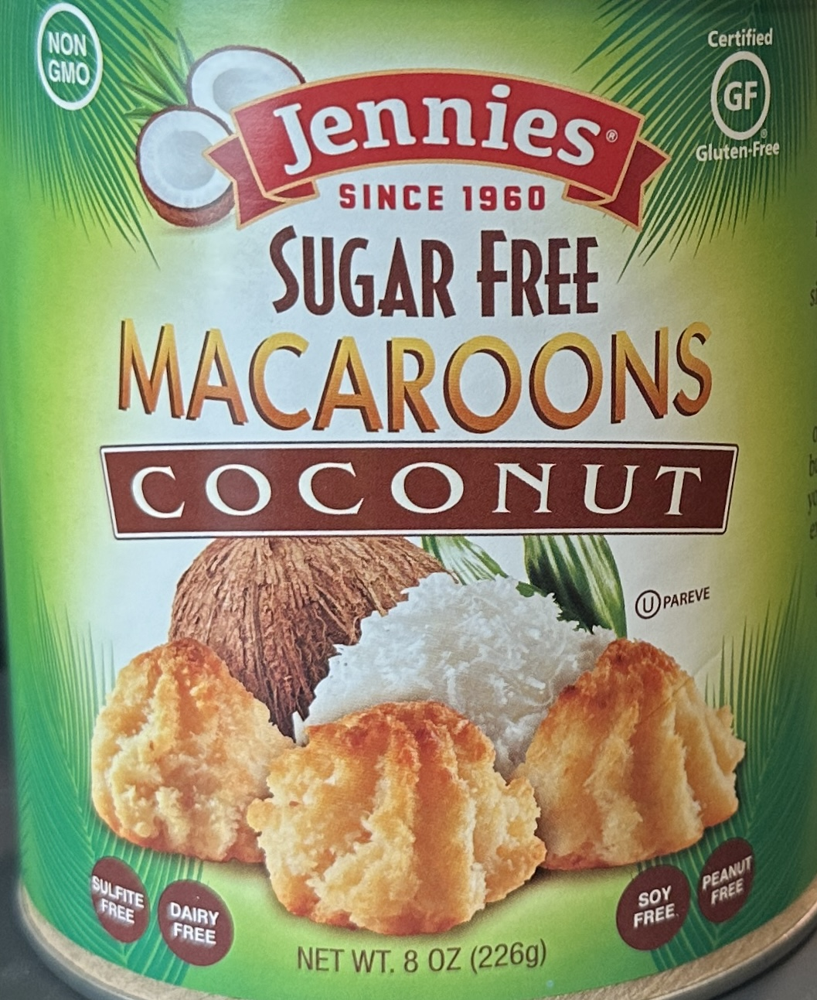 NON
GMO
Certified
GF
®
Gluten-Free
Jennies®
SINCE 1960
SUGAR FREE
MACAROONS
COCONUT
U PAREVE
SULFITE
FREE
DAIRY
FREE
SOY
FREE
PEANUT
FREE
NET WT. 8 OZ (226g)